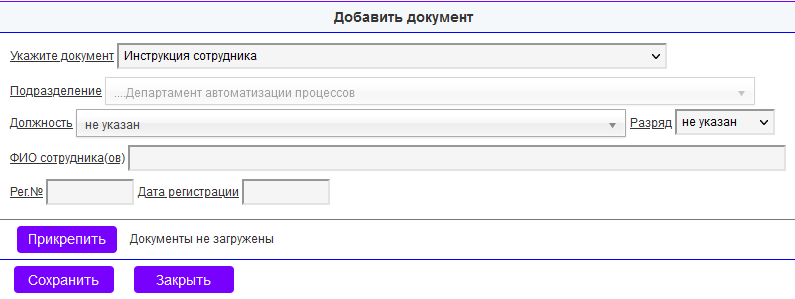 Добавить документ
Укажите документ Инструкция сотрудника
Подразделение ....Департамент автоматизации процессов
Должность не указан Разряд не указан
ФИО сотрудника(ов)
Рег.№ Дата регистрации
Прикрепить Документы не загружены
Сохранить Закрыть